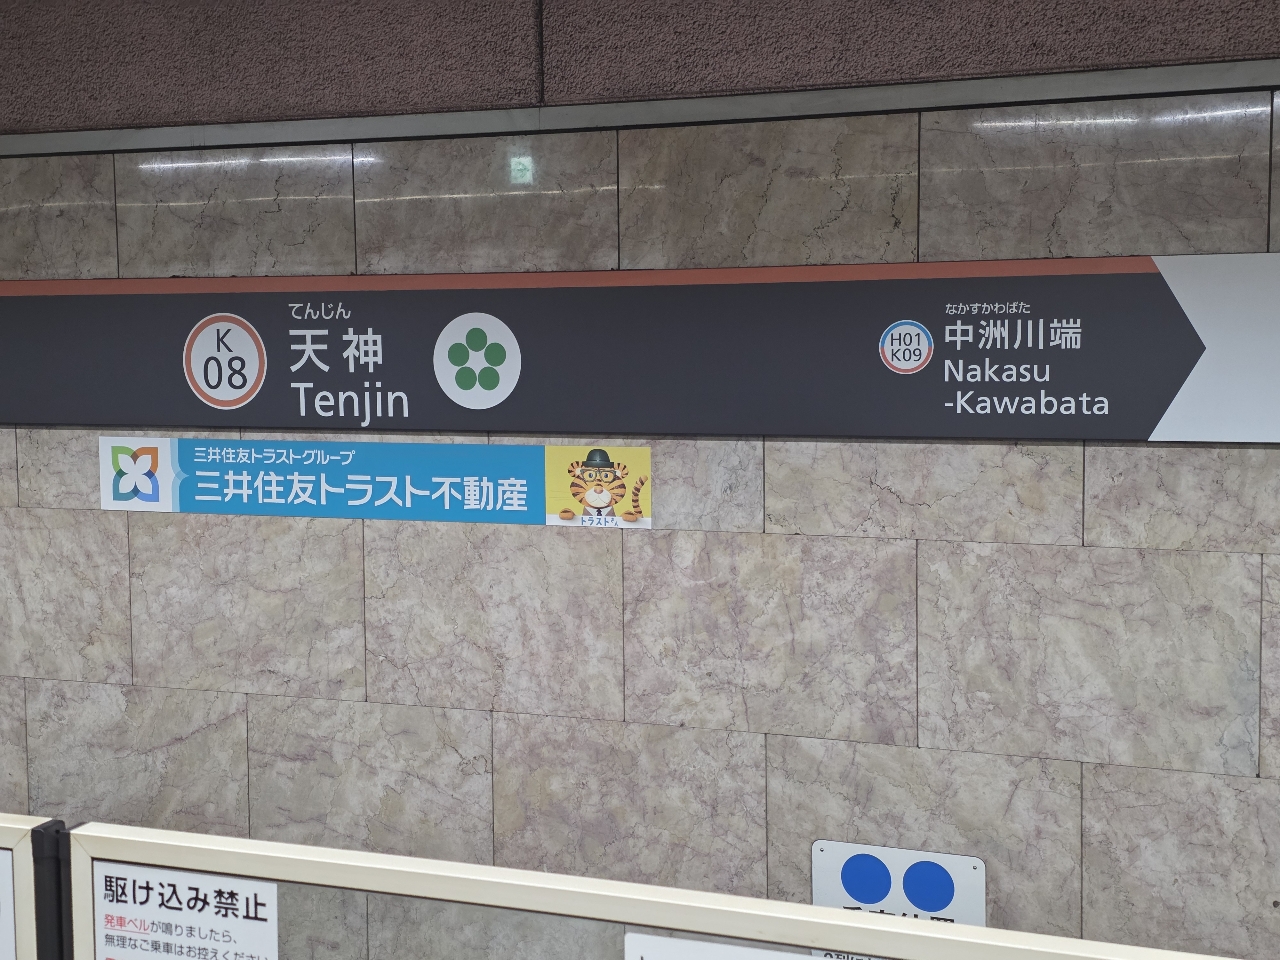 K
08
てんじん
天神
Tenjin
H01
K09
なかすかわばた
中洲川端
Nakasu
-Kawabata
三井住友トラストグループ
三井住友トラスト不動産
トラストさん
駆け込み禁止
発車ベルが鳴りましたら、
無理なご乗車はお控えください